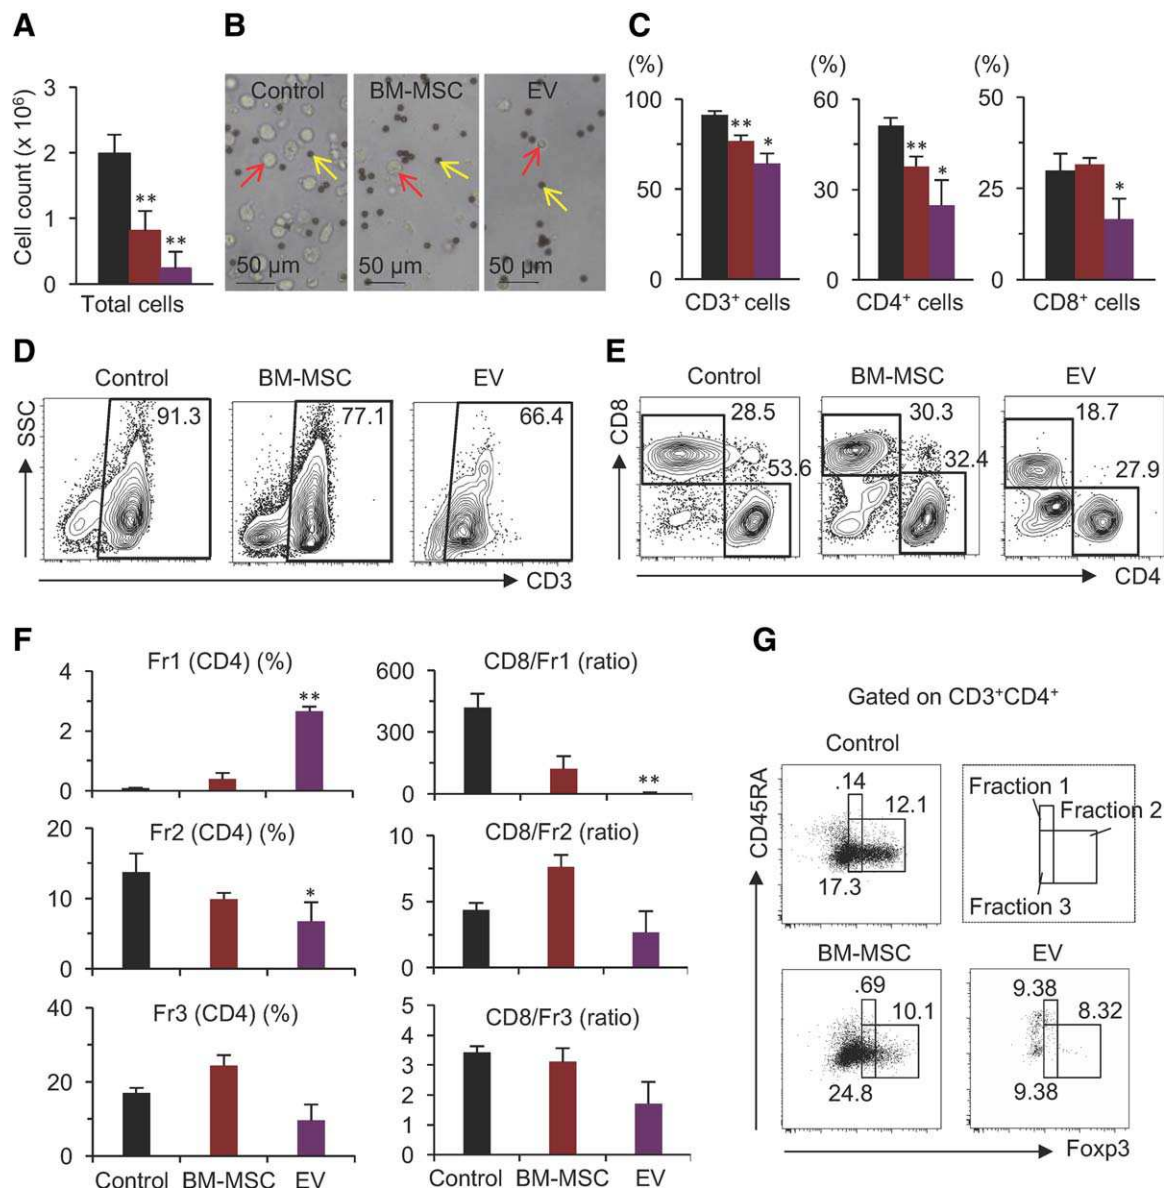 A
Cell count (x 10⁶)
3
2
1
0
**
**
Total cells
B
Control
BM-MSC
EV
50 µm
50 µm
50 µm
C
(%)
(%)
(%)
100
50
0
**
*
CD3⁺ cells
60
30
0
**
*
CD4⁺ cells
50
25
0
*
CD8⁺ cells
D
Control
BM-MSC
EV
SSC
91.3
77.1
66.4
CD3
E
Control
BM-MSC
EV
CD8
28.5
53.6
30.3
32.4
18.7
27.9
CD4
F
Fr1 (CD4) (%)
4
2
0
**
CD8/Fr1 (ratio)
600
300
0
**
Fr2 (CD4) (%)
20
10
0
*
CD8/Fr2 (ratio)
10
5
0
Fr3 (CD4) (%)
40
20
0
Control BM-MSC EV
CD8/Fr3 (ratio)
5
4
3
2
1
0
Control BM-MSC EV
G
Gated on CD3⁺CD4⁺
Control
CD45RA
.14
12.1
17.3
Fraction 1
Fraction 2
Fraction 3
BM-MSC
.69
10.1
24.8
EV
9.38
8.32
9.38
Foxp3